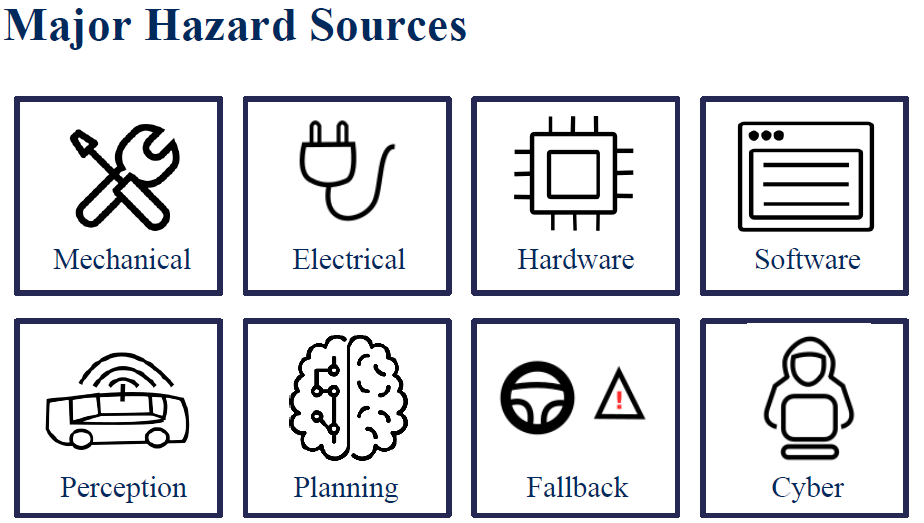 Major Hazard Sources
Mechanical
Electrical
Hardware
Software
Perception
Planning
Fallback
Cyber